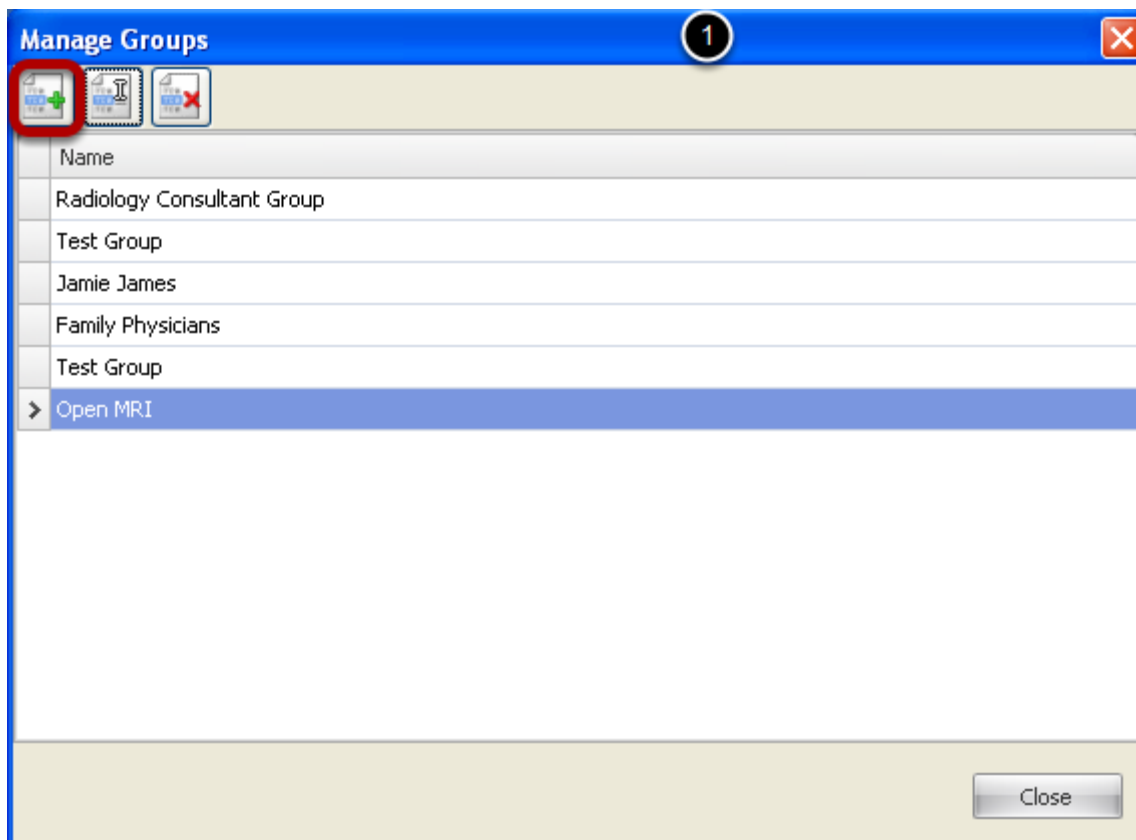 Manage Groups
1
Name
Radiology Consultant Group
Test Group
Jamie James
Family Physicians
Test Group
Open MRI
Close